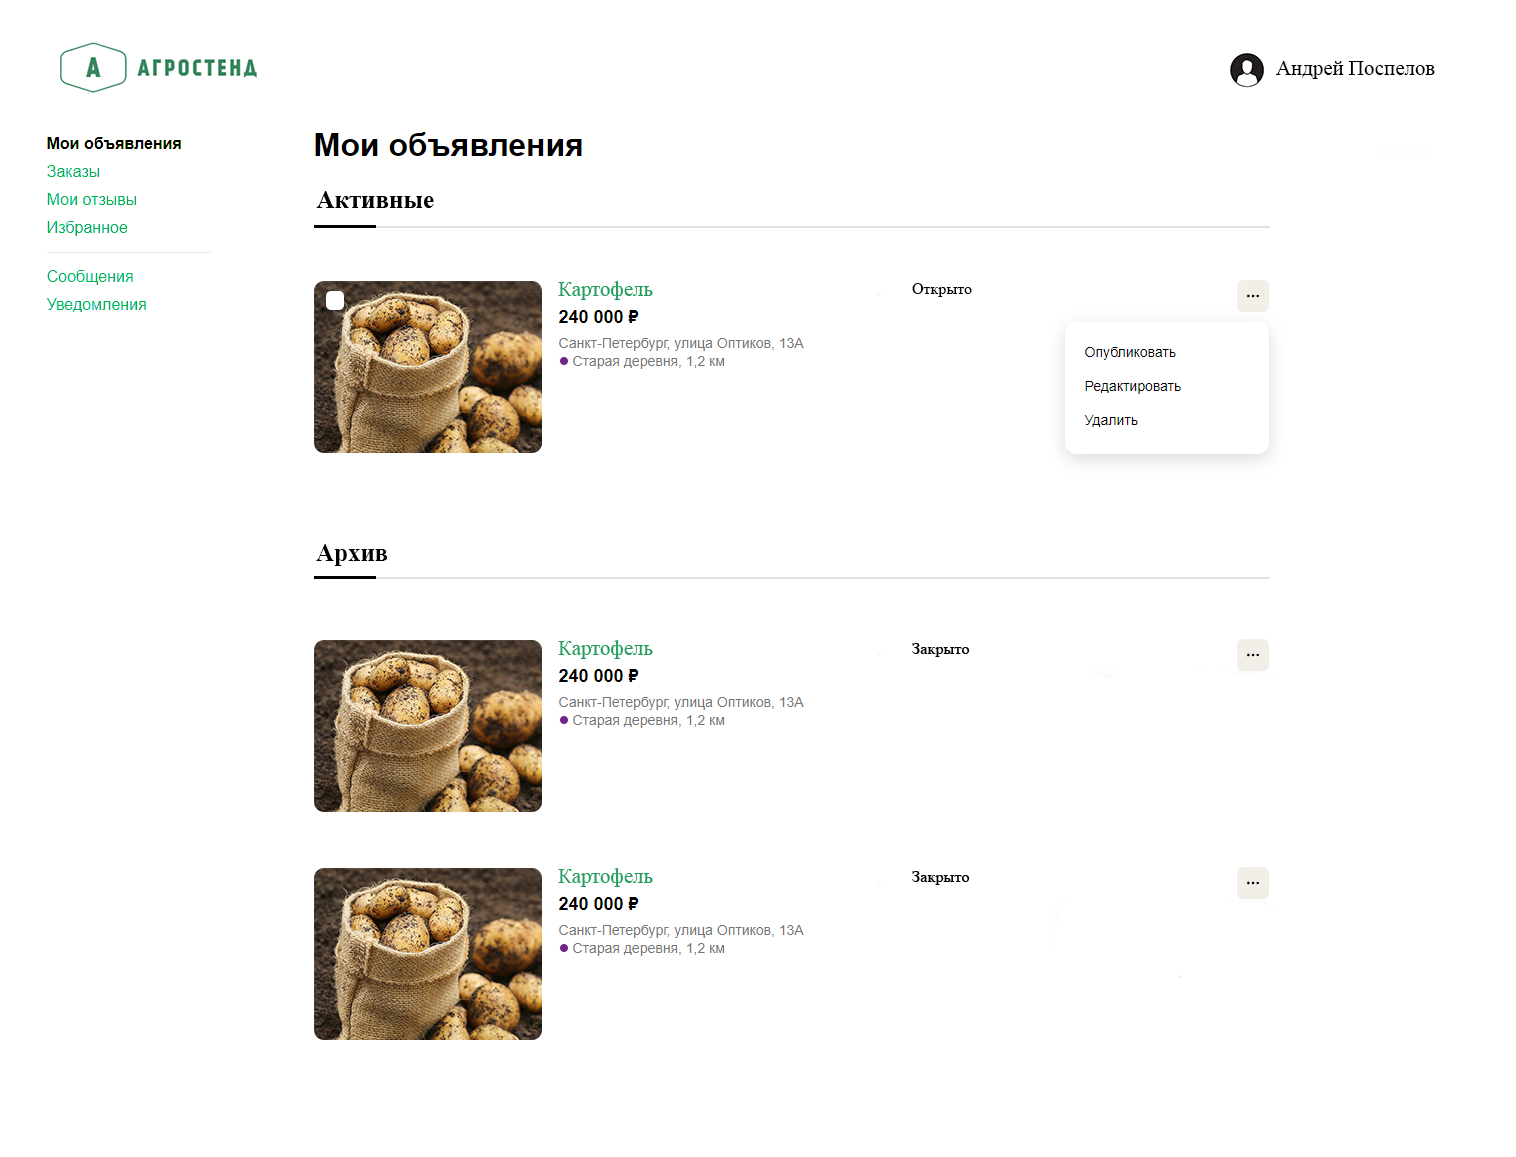 А АГРОСТЕНД
Андрей Поспелов
Мои объявления
Заказы
Мои отзывы
Избранное
Сообщения
Уведомления
Мои объявления
Активные
Картофель
240 000 ₽
Санкт-Петербург, улица Оптиков, 13А
Старая деревня, 1,2 км
Открыто
Опубликовать
Редактировать
Удалить
Архив
Картофель
240 000 ₽
Санкт-Петербург, улица Оптиков, 13А
Старая деревня, 1,2 км
Закрыто
Картофель
240 000 ₽
Санкт-Петербург, улица Оптиков, 13А
Старая деревня, 1,2 км
Закрыто